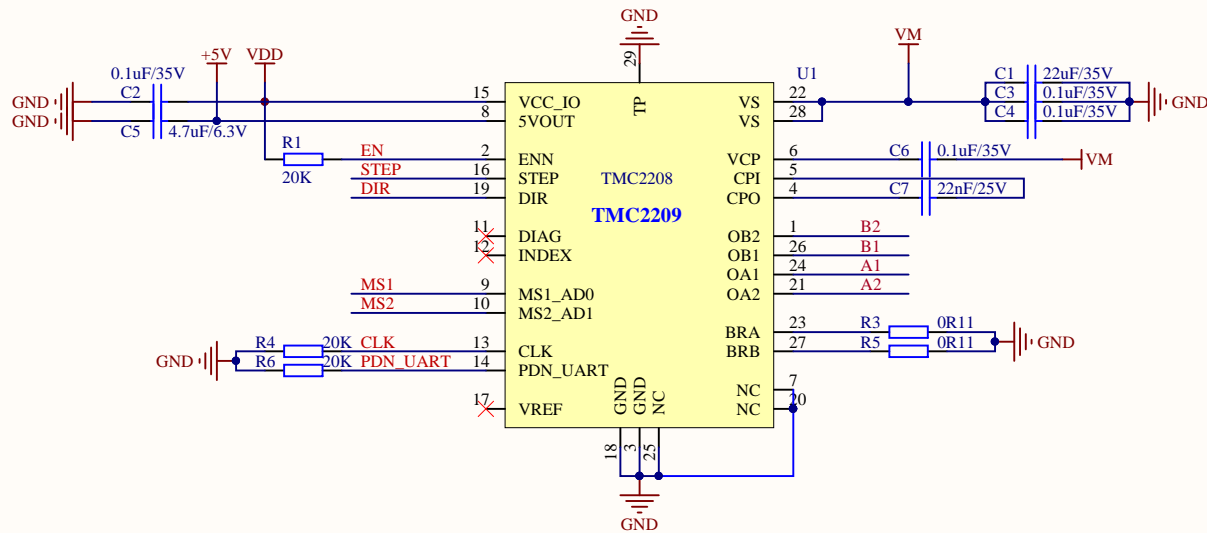 GND
+5V VDD
VM
0.1uF/35V
C2
GND
GND
C5
4.7uF/6.3V
R1
20K
EN
STEP
DIR
MS1
MS2
GND
R4 20K CLK
R6 20K PDN_UART
15 VCC_IO
8 5VOUT
2 ENN
16 STEP
19 DIR
11 DIAG
12 INDEX
9 MS1_AD0
10 MS2_AD1
13 CLK
14 PDN_UART
17 VREF
29
TP
TMC2208
TMC2209
U1
VS 22
VS 28
VCP 6
CPI 5
CPO 4
OB2 1 B2
OB1 26 B1
OA1 24 A1
OA2 21 A2
BRA 23 R3 0R11
BRB 27 R5 0R11
GND
NC 7
NC 20
C1 22uF/35V
C3 0.1uF/35V
C4 0.1uF/35V
GND
C6 0.1uF/35V VM
C7 22nF/25V
GND GND NC
18 3 25
GND